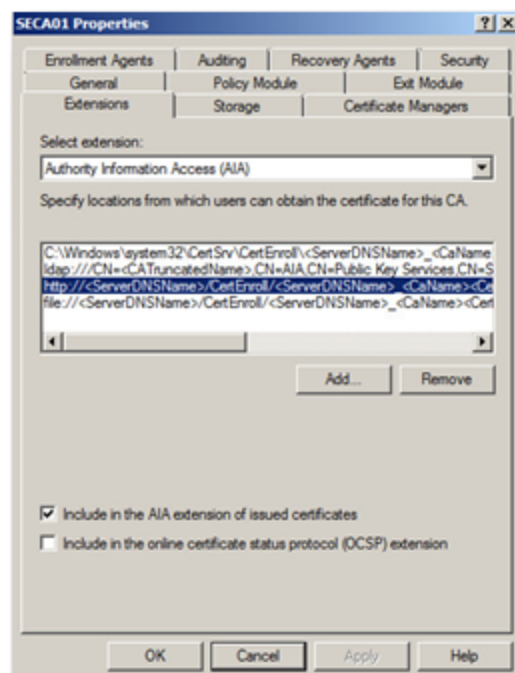 SECA01 Properties
Enrollment Agents Auditing Recovery Agents Security
General Policy Module Exit Module
Extensions Storage Certificate Managers
Select extension:
Authority Information Access (AIA)
Specify locations from which users can obtain the certificate for this CA.
C:\Windows\system32\CertSrv\CertEnroll\<ServerDNSName>_<CaName
ldap:///CN=<CATruncatedName>,CN=AIA,CN=Public Key Services,CN=S
http://<ServerDNSName>/CertEnroll/<ServerDNSName>_<CaName><Ce
file://<ServerDNSName>/CertEnroll/<ServerDNSName>_<CaName><Cert
Add... Remove
Include in the AIA extension of issued certificates
Include in the online certificate status protocol (OCSP) extension
OK Cancel Apply Help